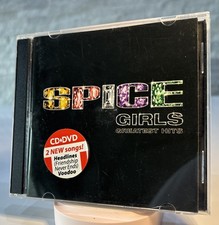 SPICE
GIRLS
GREATEST HITS
CD+DVD
2 NEW songs!
Headlines
(Friendship
Never Ends)
Voodoo